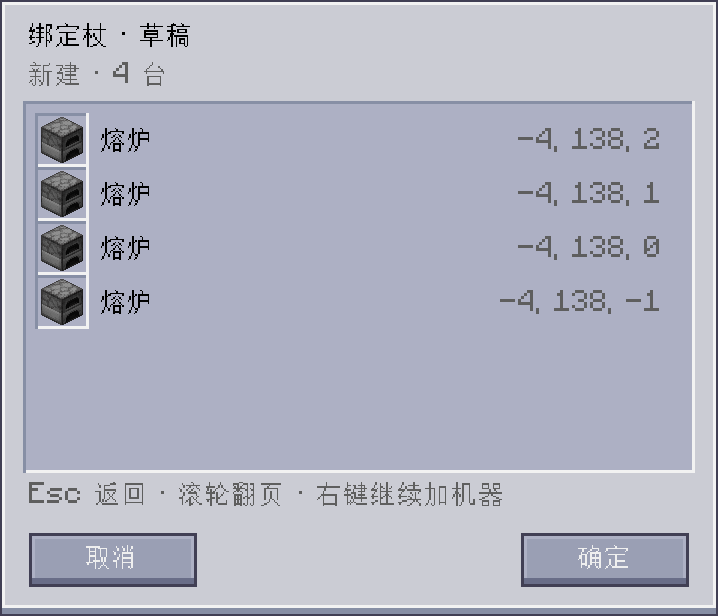 绑定杖 · 草稿
新建 · 4 台
熔炉 -4, 138, 2
熔炉 -4, 138, 1
熔炉 -4, 138, 0
熔炉 -4, 138, -1
Esc 返回 · 滚轮翻页 · 右键继续加机器
取消 确定